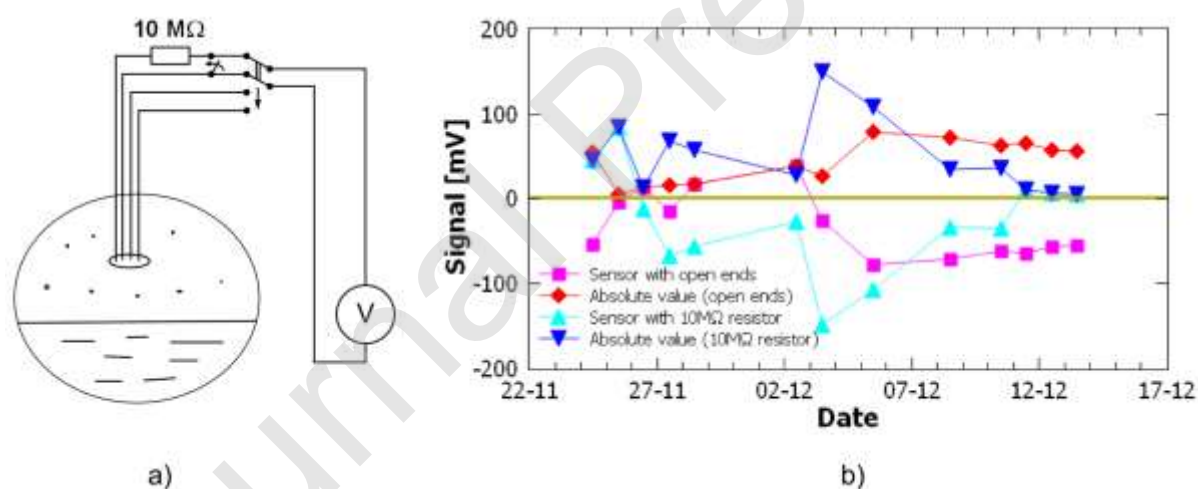 10 MΩ
V
a)
200
100
0
-100
-200
Signal [mV]
Sensor with open ends
Absolute value (open ends)
Sensor with 10MΩ resistor
Absolute value (10MΩ resistor)
22-11 27-11 02-12 07-12 12-12 17-12
Date
b)
urnal Pre